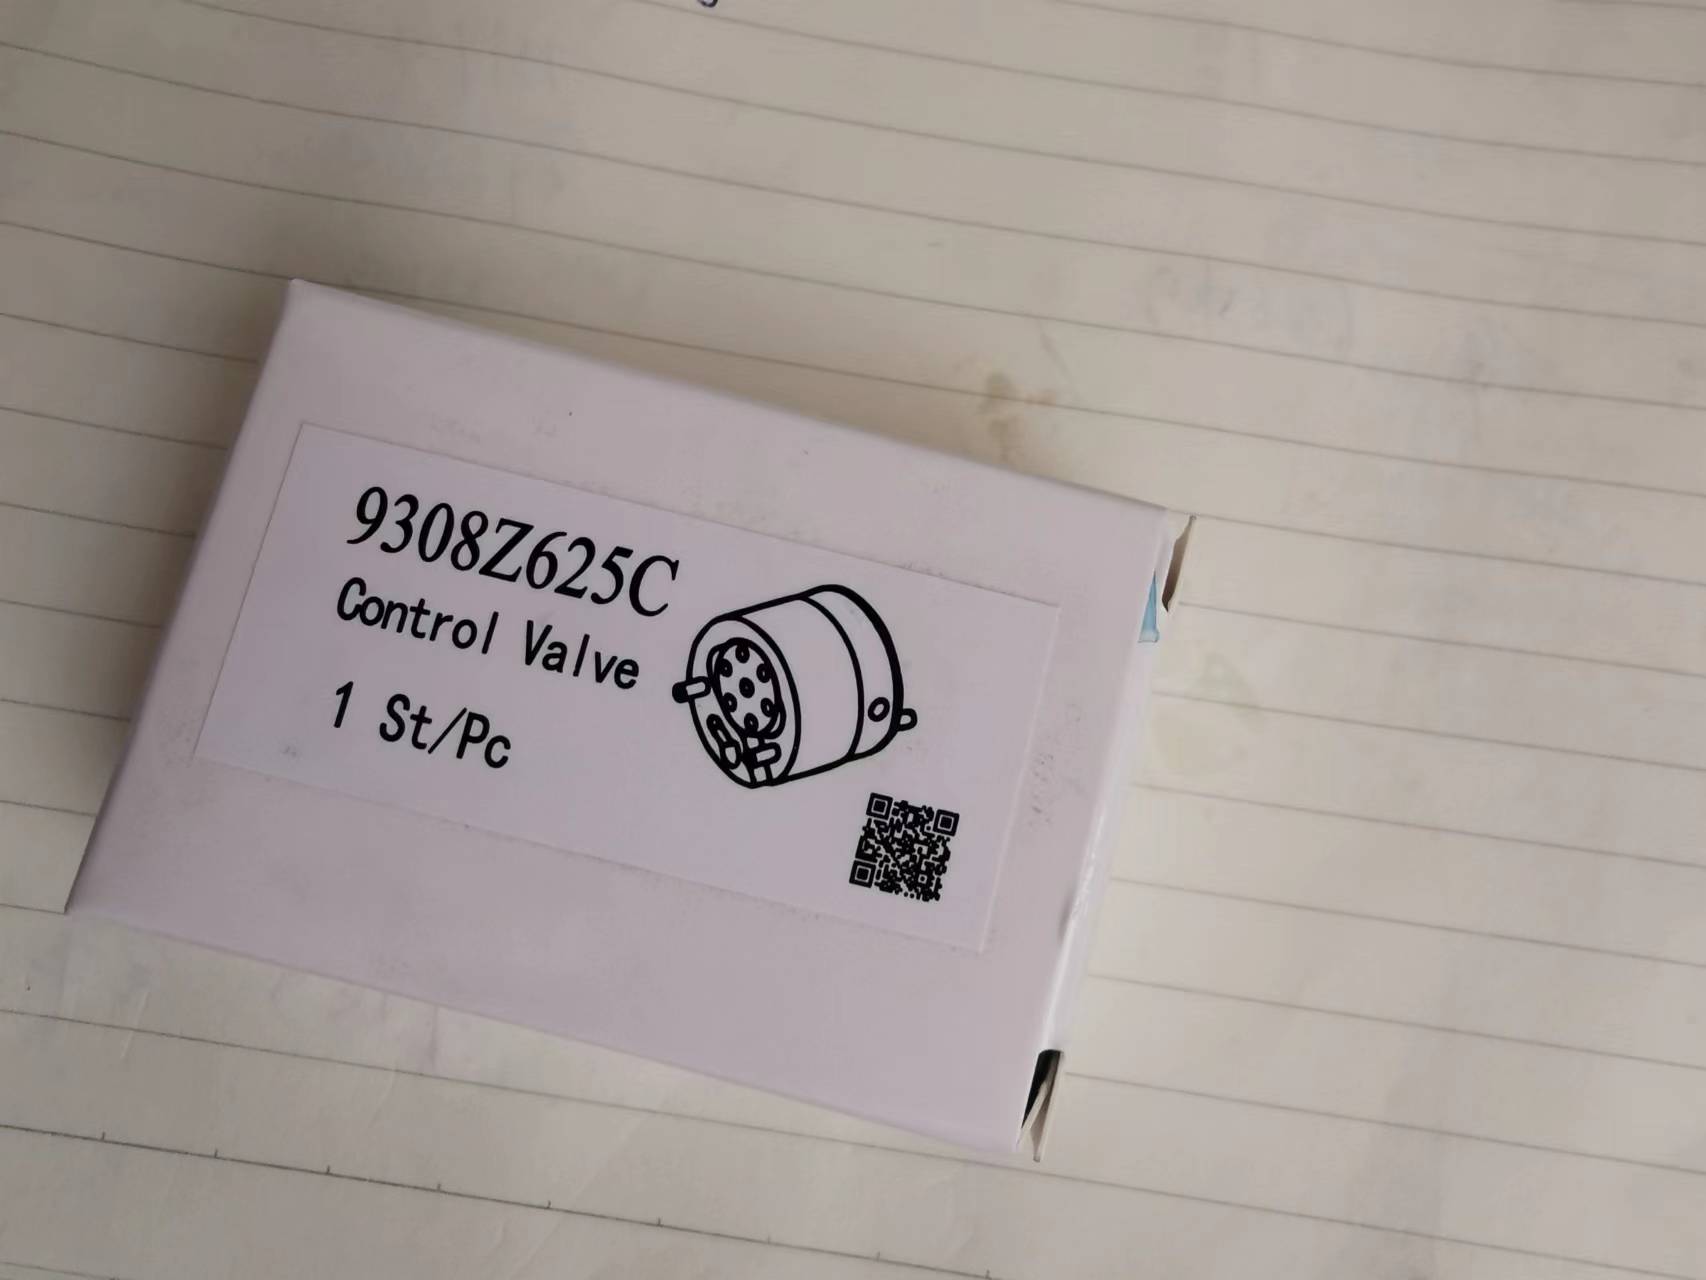 9308Z625C
Control Valve
1 St/Pc